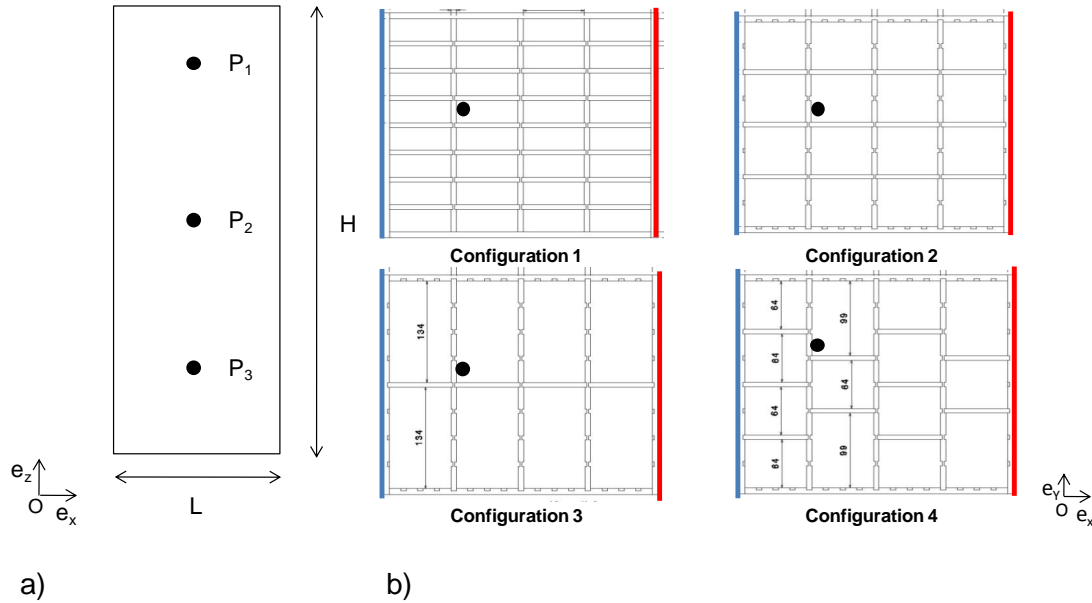 P1
P2
H
P3
ez
O
ex
L
a)
Configuration 1
Configuration 2
134
134
Configuration 3
64
99
64
64
64
64
99
Configuration 4
eY
O
ex
b)